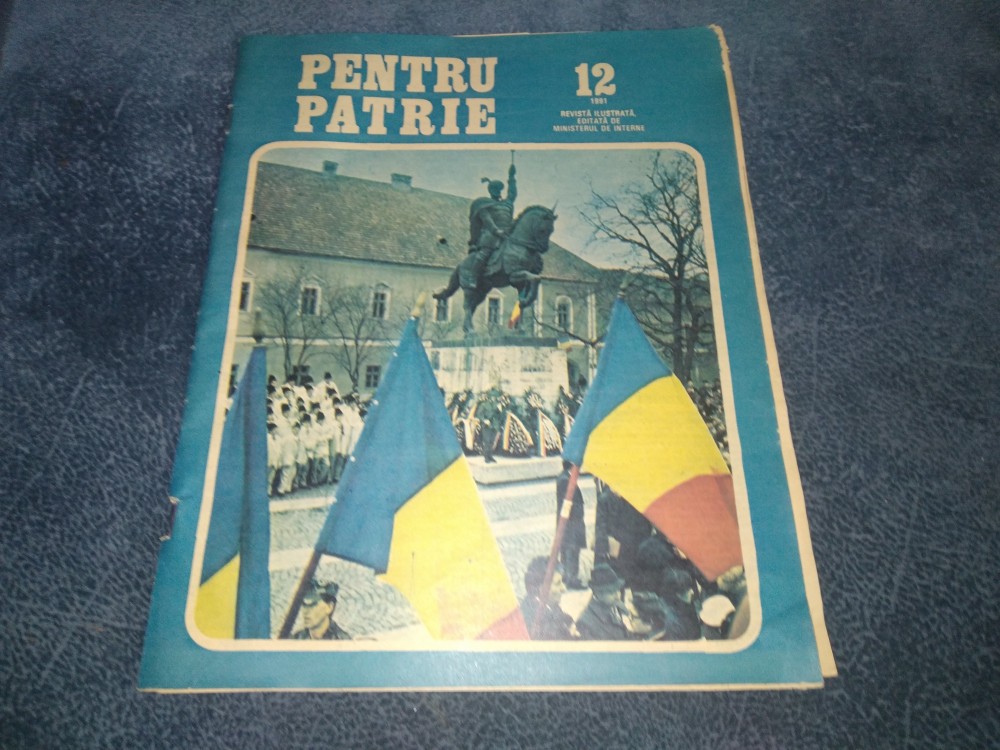 PENTRU
PATRIE
12
1991
REVISTĂ ILUSTRATĂ,
EDITATĂ DE
MINISTERUL DE INTERNE